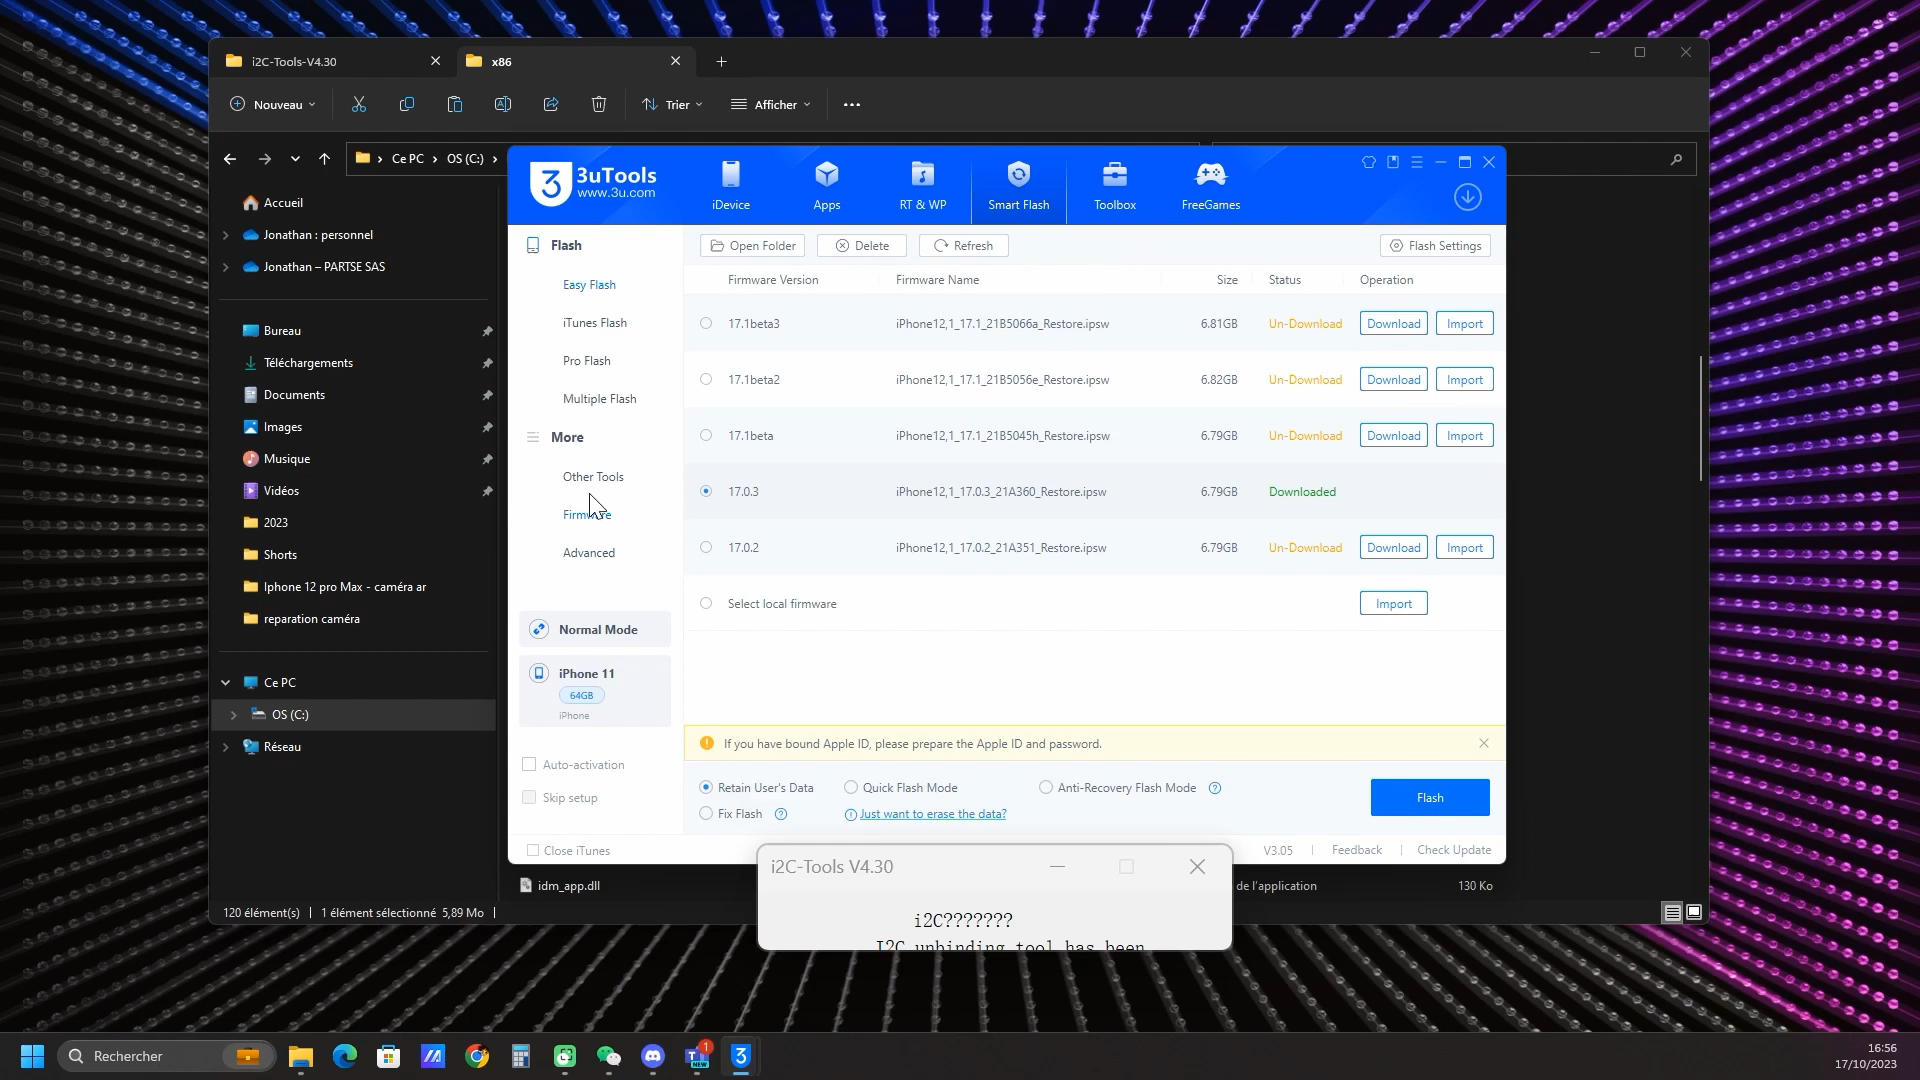 i2C-Tools-V4.30
x86
Nouveau
Trier
Afficher
Ce PC
OS (C:)
Accueil
Jonathan : personnel
Jonathan – PARTSE SAS
Bureau
Téléchargements
Documents
Images
Musique
Vidéos
2023
Shorts
Iphone 12 pro Max - caméra ar
reparation caméra
Ce PC
OS (C:)
Réseau
120 élément(s)
1 élément sélectionné 5,89 Mo
3uTools
www.3u.com
iDevice
Apps
RT & WP
Smart Flash
Toolbox
FreeGames
Flash
Easy Flash
iTunes Flash
Pro Flash
Multiple Flash
More
Other Tools
Firmware
Advanced
Normal Mode
iPhone 11
64GB
iPhone
Auto-activation
Skip setup
Close iTunes
Open Folder
Delete
Refresh
Flash Settings
Firmware Version Firmware Name Size Status Operation
17.1beta3 iPhone12,1_17.1_21B5066a_Restore.ipsw 6.81GB Un-Download Download Import
17.1beta2 iPhone12,1_17.1_21B5056e_Restore.ipsw 6.82GB Un-Download Download Import
17.1beta iPhone12,1_17.1_21B5045h_Restore.ipsw 6.79GB Un-Download Download Import
17.0.3 iPhone12,1_17.0.3_21A360_Restore.ipsw 6.79GB Downloaded
17.0.2 iPhone12,1_17.0.2_21A351_Restore.ipsw 6.79GB Un-Download Download Import
Select local firmware Import
If you have bound Apple ID, please prepare the Apple ID and password.
Retain User's Data Quick Flash Mode Anti-Recovery Flash Mode
Fix Flash Just want to erase the data?
Flash
V3.05 Feedback Check Update
idm_app.dll
de l'application
130 Ko
i2C-Tools V4.30
i2C???????
I2C unbinding tool has been
Rechercher
1
NEW
16:56
17/10/2023